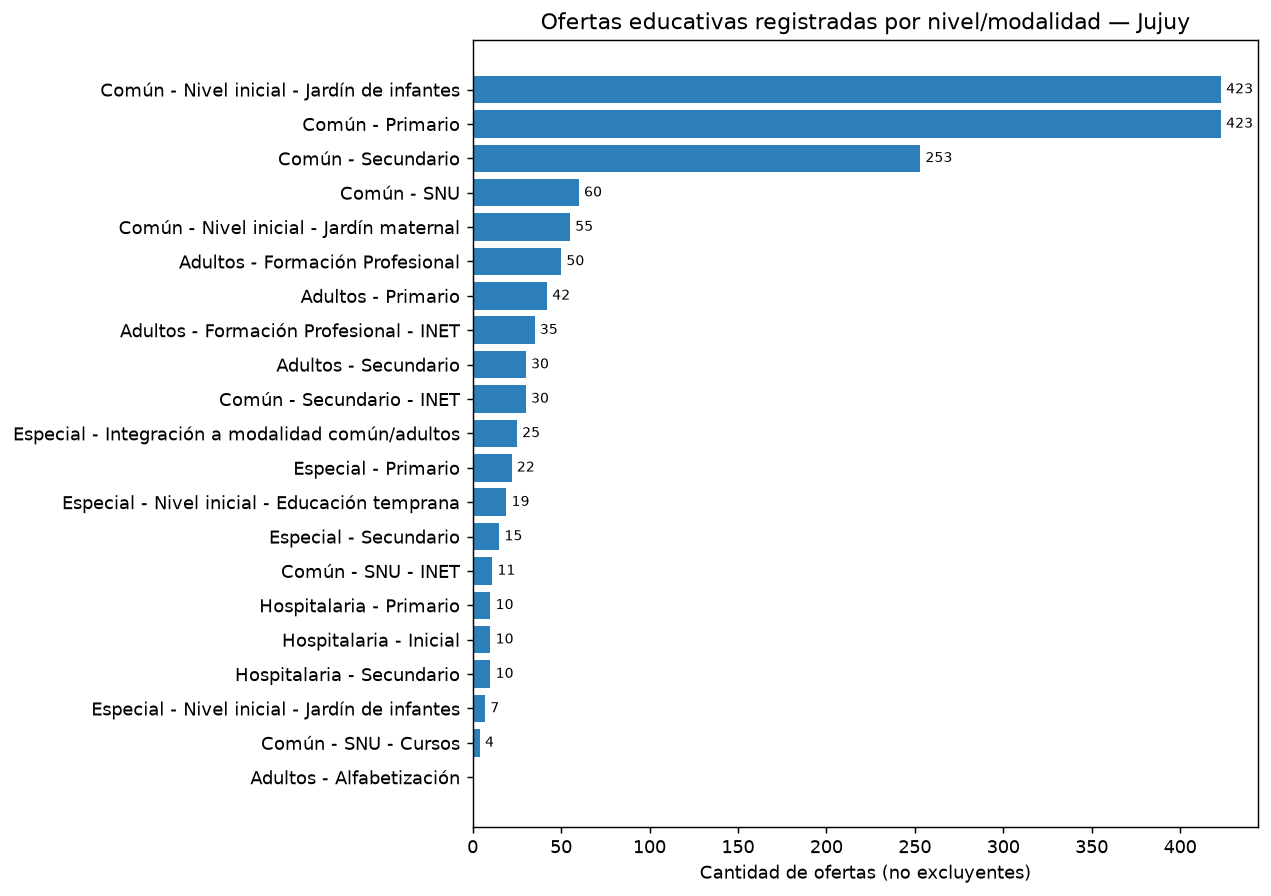 Ofertas educativas registradas por nivel/modalidad — Jujuy
Común - Nivel inicial - Jardín de infantes 423
Común - Primario 423
Común - Secundario 253
Común - SNU 60
Común - Nivel inicial - Jardín maternal 55
Adultos - Formación Profesional 50
Adultos - Primario 42
Adultos - Formación Profesional - INET 35
Adultos - Secundario 30
Común - Secundario - INET 30
Especial - Integración a modalidad común/adultos 25
Especial - Primario 22
Especial - Nivel inicial - Educación temprana 19
Especial - Secundario 15
Común - SNU - INET 11
Hospitalaria - Primario 10
Hospitalaria - Inicial 10
Hospitalaria - Secundario 10
Especial - Nivel inicial - Jardín de infantes 7
Común - SNU - Cursos 4
Adultos - Alfabetización
0 50 100 150 200 250 300 350 400
Cantidad de ofertas (no excluyentes)